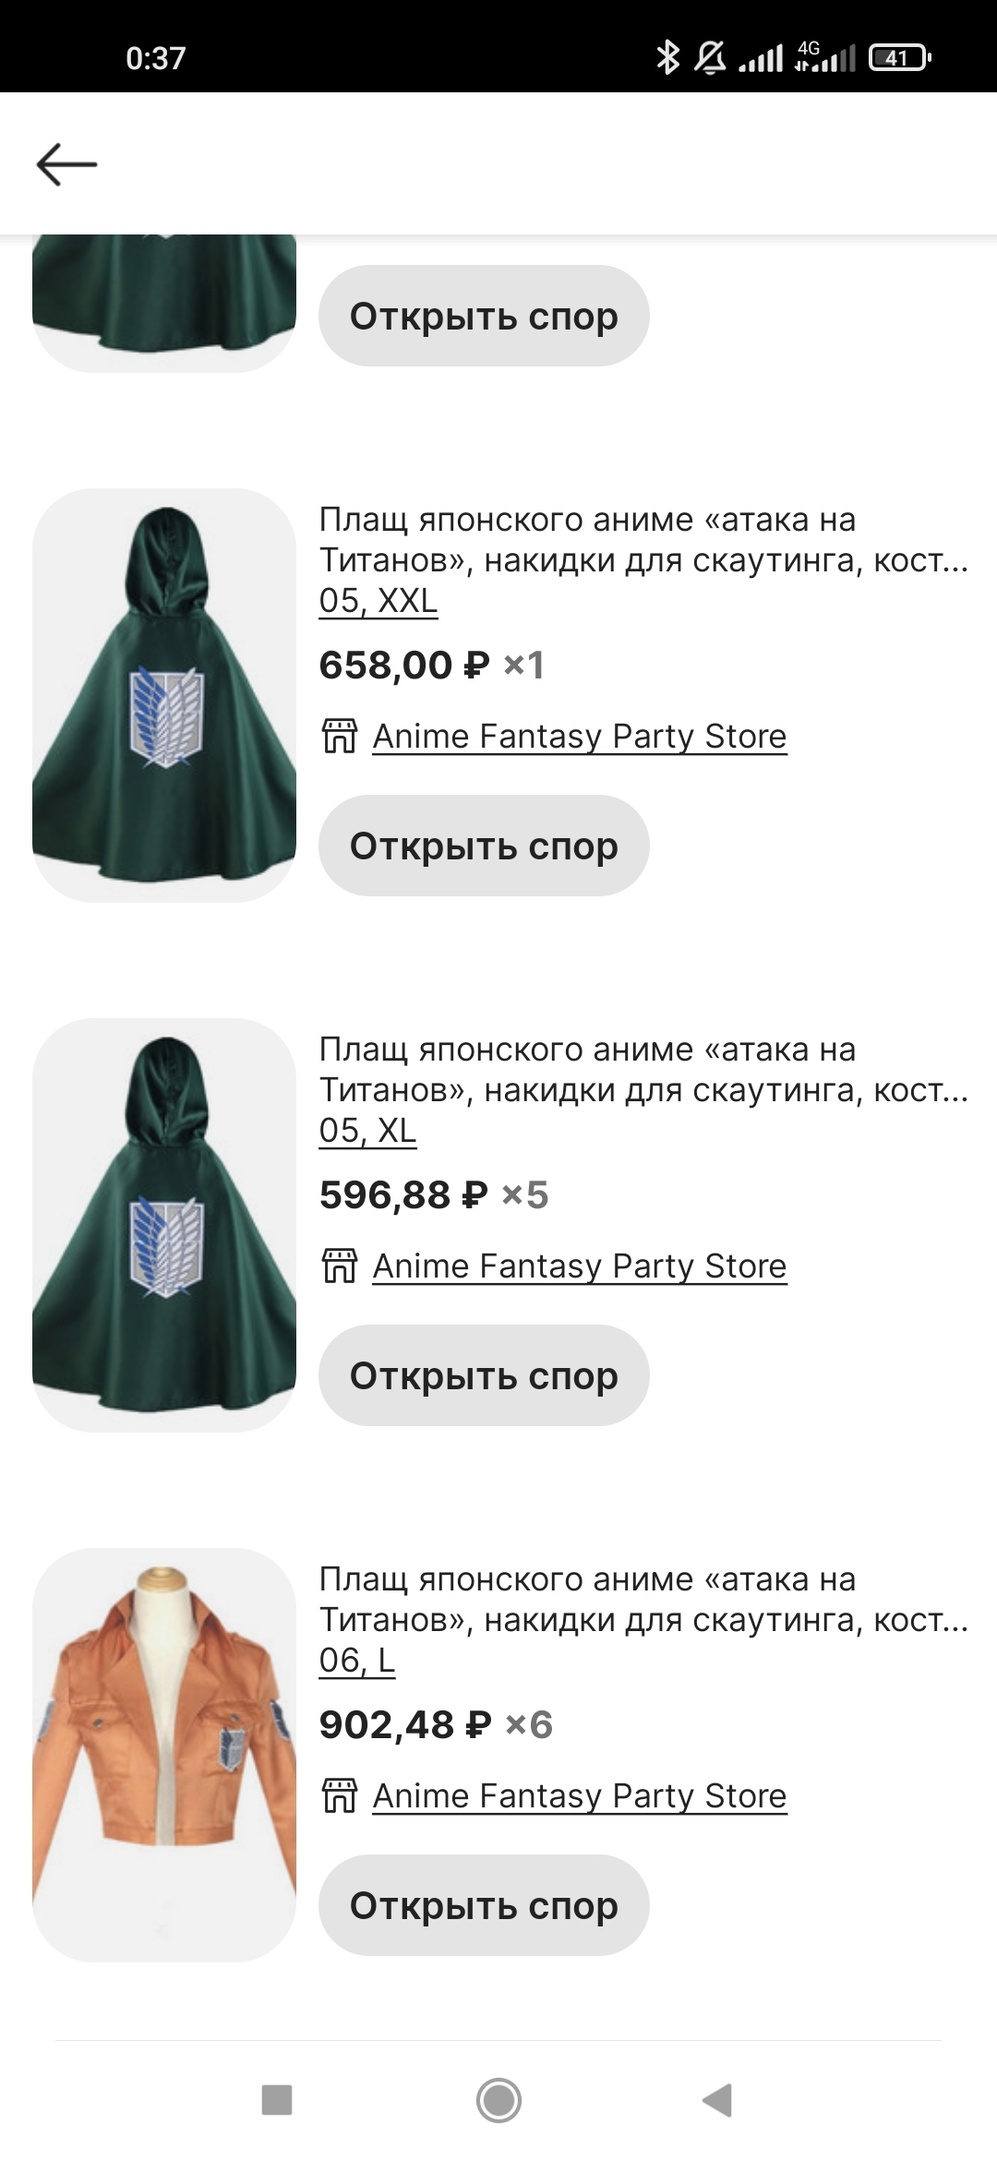 0:37
4G
41
Открыть спор
Плащ японского аниме «атака на
Титанов», накидки для скаутинга, кост...
05, XXL
658,00 ₽ ×1
Anime Fantasy Party Store
Открыть спор
Плащ японского аниме «атака на
Титанов», накидки для скаутинга, кост...
05, XL
596,88 ₽ ×5
Anime Fantasy Party Store
Открыть спор
Плащ японского аниме «атака на
Титанов», накидки для скаутинга, кост...
06, L
902,48 ₽ ×6
Anime Fantasy Party Store
Открыть спор